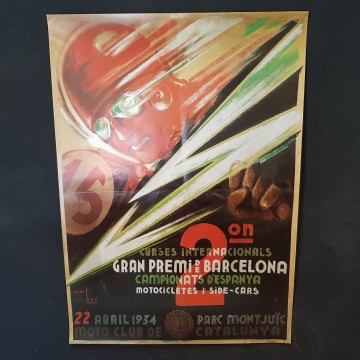 15
2on
CURSES INTERNACIONALS
GRAN PREMI DE BARCELONA
CAMPIONATS D'ESPANYA
MOTOCICLETES I SIDE-CARS
22 ABRIL 1934 PARC MONTJUÏC
MOTO CLUB DE CATALUNYA